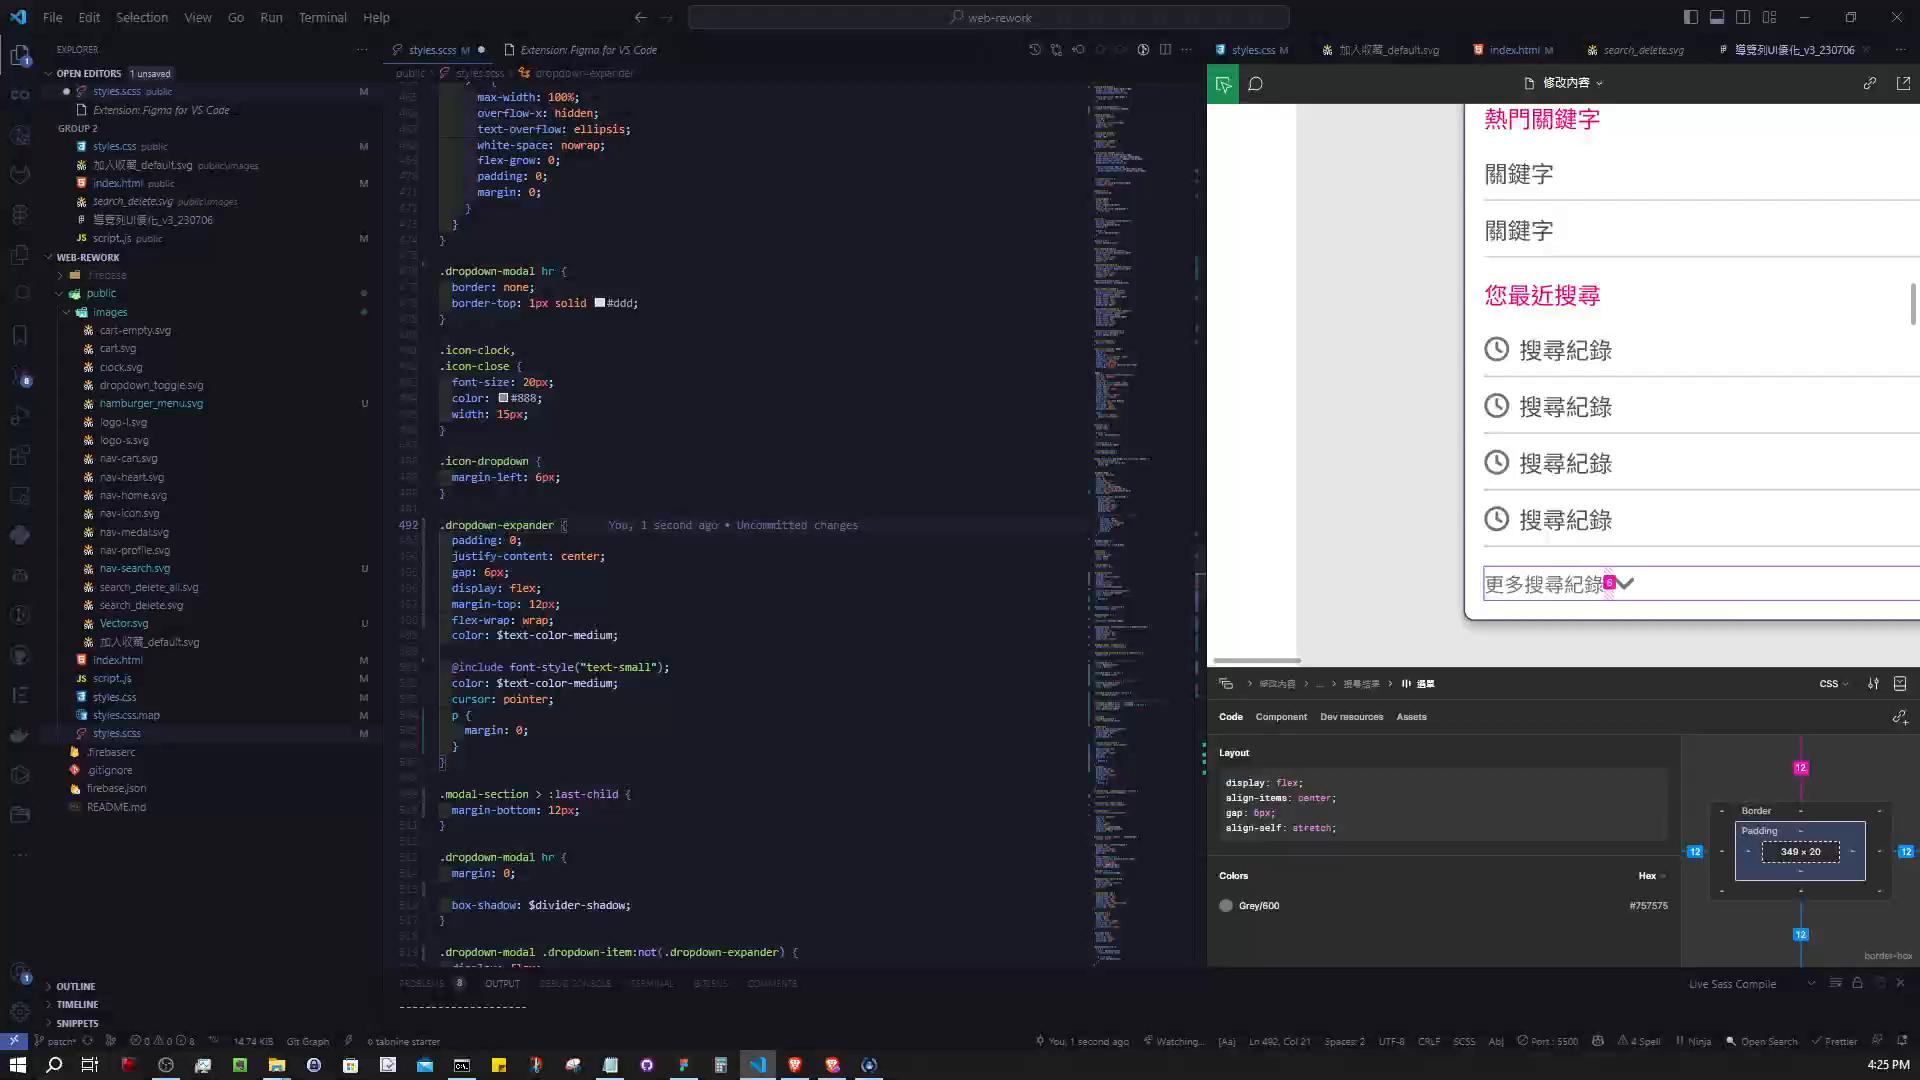 File Edit Selection View Go Run Terminal Help
web-rework
EXPLORER
OPEN EDITORS 1 unsaved
styles.scss public M
Extension: Figma for VS Code
GROUP 2
styles.css public M
加入收藏_default.svg public\images
index.html public M
search_delete.svg public\images
導覽列UI優化_v3_230706
JS script.js public M
WEB-REWORK
.firebase
public
images
cart-empty.svg
cart.svg
clock.svg
dropdown_toggle.svg
hamburger_menu.svg U
logo-l.svg
logo-s.svg
nav-cart.svg
nav-heart.svg
nav-home.svg
nav-icon.svg
nav-medal.svg
nav-profile.svg
nav-search.svg U
search_delete_all.svg
search_delete.svg
Vector.svg U
加入收藏_default.svg
index.html M
JS script.js M
styles.css M
styles.css.map M
styles.scss M
.firebaserc
.gitignore
firebase.json
README.md
OUTLINE
TIMELINE
SNIPPETS
styles.scss M
Extension: Figma for VS Code
public > styles.scss > dropdown-expander
max-width: 100%;
overflow-x: hidden;
text-overflow: ellipsis;
white-space: nowrap;
flex-grow: 0;
padding: 0;
margin: 0;
}
}
}
.dropdown-modal hr {
border: none;
border-top: 1px solid #ddd;
}
.icon-clock,
.icon-close {
font-size: 20px;
color: #888;
width: 15px;
}
.icon-dropdown {
margin-left: 6px;
}
492 .dropdown-expander { You, 1 second ago • Uncommitted changes
padding: 0;
justify-content: center;
gap: 6px;
display: flex;
margin-top: 12px;
flex-wrap: wrap;
color: $text-color-medium;
@include font-style("text-small");
color: $text-color-medium;
cursor: pointer;
p {
margin: 0;
}
}
.modal-section > :last-child {
margin-bottom: 12px;
}
.dropdown-modal hr {
margin: 0;
box-shadow: $divider-shadow;
}
.dropdown-modal .dropdown-item:not(.dropdown-expander) {
PROBLEMS 8 OUTPUT DEBUG CONSOLE TERMINAL GITLENS COMMENTS
Live Sass Compile
styles.css M
加入收藏_default.svg
index.html M
search_delete.svg
導覽列UI優化_v3_230706
修改內容
熱門關鍵字
關鍵字
關鍵字
您最近搜尋
搜尋紀錄
搜尋紀錄
搜尋紀錄
搜尋紀錄
更多搜尋紀錄 6
修改內容 > ... > 搜尋結果 > 選單
CSS
Code Component Dev resources Assets
Layout
display: flex;
align-items: center;
gap: 6px;
align-self: stretch;
Colors Hex
Grey/600 #757575
12
Border
Padding
12 349 × 20 12
12
border-box
patch* 0 0 8 14.74 KiB Git Graph tabnine starter
You, 1 second ago Watching... [Aa] Ln 492, Col 21 Spaces: 2 UTF-8 CRLF SCSS Port : 5500 4 Spell Ninja Open Search Prettier
4:25 PM